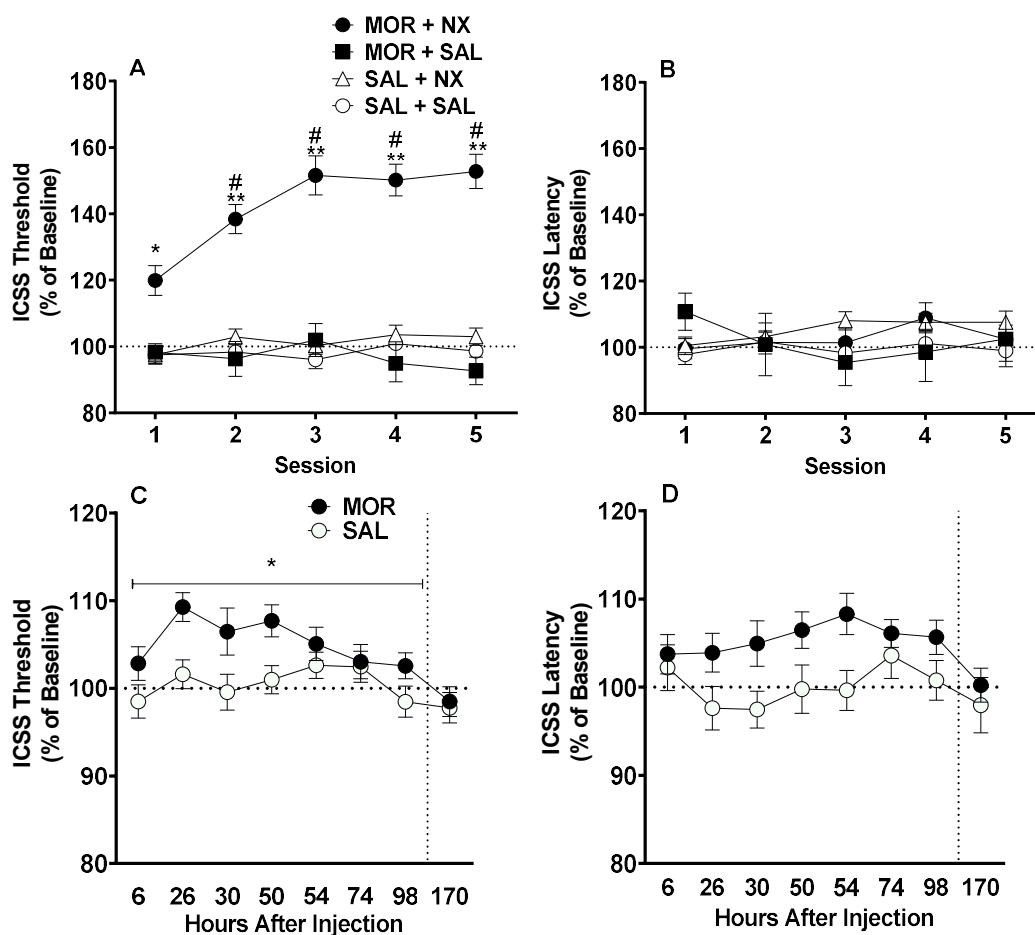 MOR + NX
MOR + SAL
SAL + NX
SAL + SAL
A
180
160
140
120
100
80
ICSS Threshold
(% of Baseline)
*
#
**
#
**
#
**
#
**
1 2 3 4 5
Session
B
180
160
140
120
100
80
ICSS Latency
(% of Baseline)
1 2 3 4 5
Session
C
MOR
SAL
120
110
100
90
80
ICSS Threshold
(% of Baseline)
*
6 26 30 50 54 74 98 170
Hours After Injection
D
120
110
100
90
80
ICSS Latency
(% of Baseline)
6 26 30 50 54 74 98 170
Hours After Injection